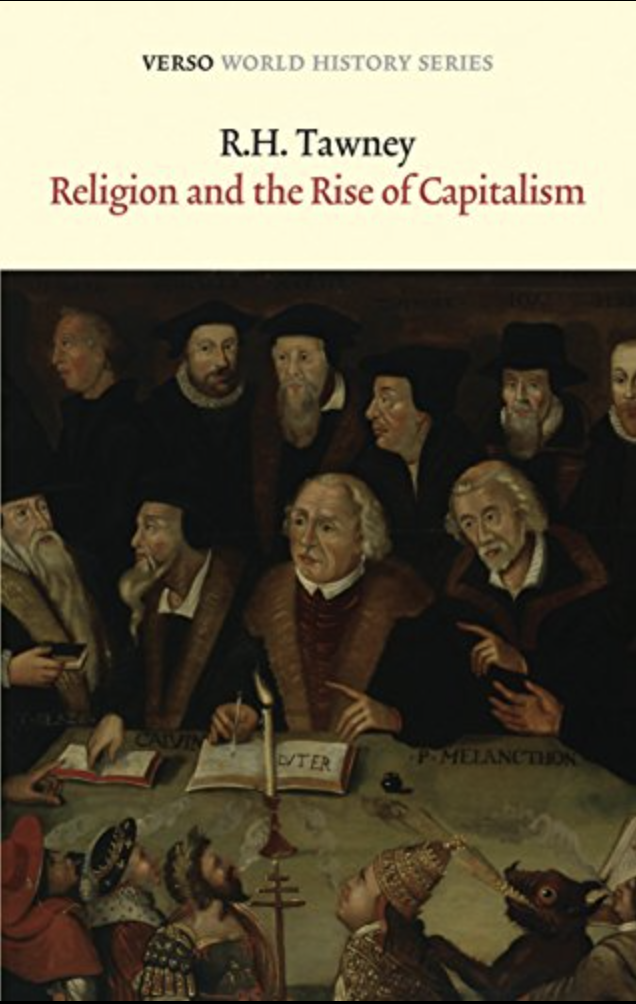 VERSO WORLD HISTORY SERIES
R.H. Tawney
Religion and the Rise of Capitalism
CALVIN
LVTER
P·MELANCTHON